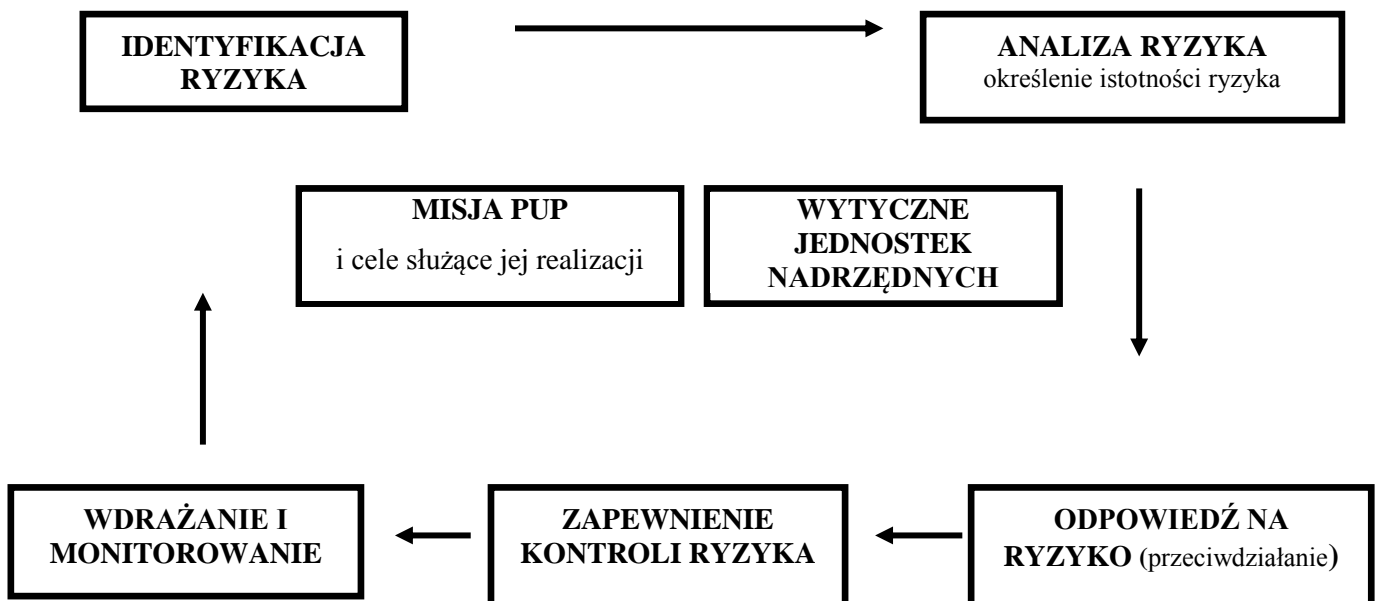 IDENTYFIKACJA
RYZYKA
ANALIZA RYZYKA
określenie istotności ryzyka
MISJA PUP
i cele służące jej realizacji
WYTYCZNE
JEDNOSTEK
NADRZĘDNYCH
WDRAŻANIE I
MONITOROWANIE
ZAPEWNIENIE
KONTROLI RYZYKA
ODPOWIEDŹ NA
RYZYKO (przeciwdziałanie)